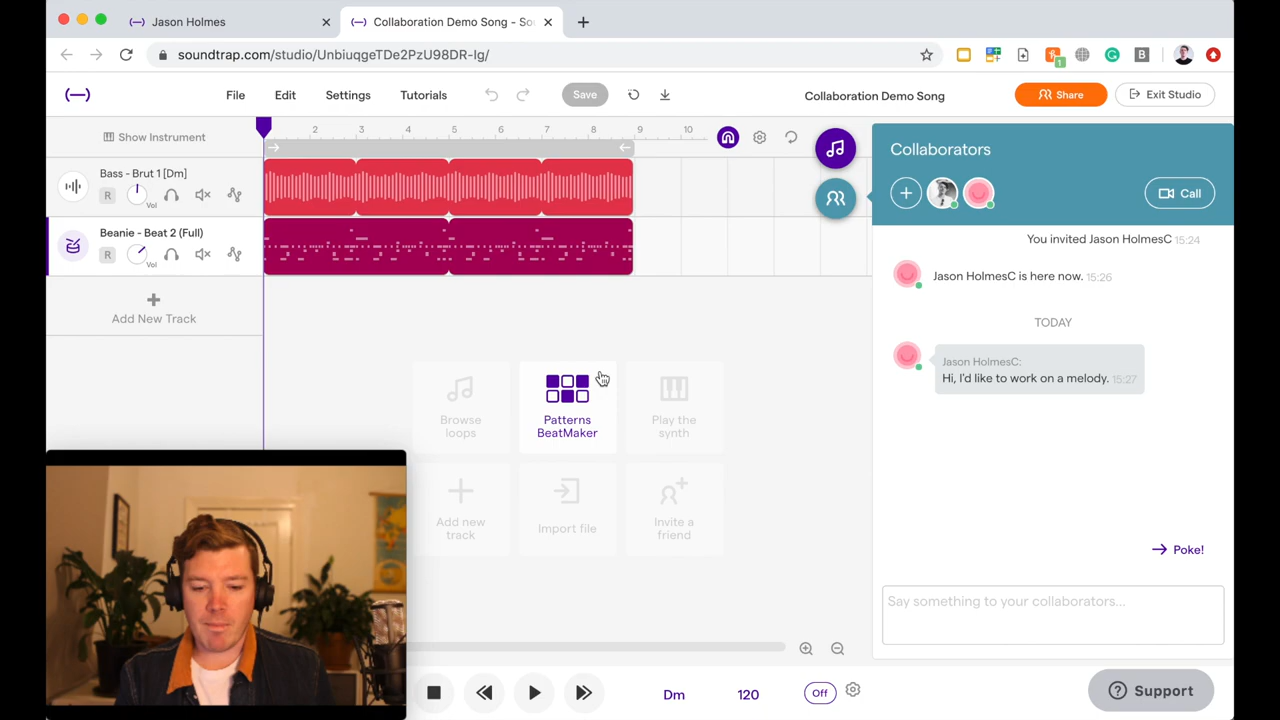 Jason Holmes
Collaboration Demo Song - So
soundtrap.com/studio/UnbiuqgeTDe2PzU98DR-Ig/
1
B
File Edit Settings Tutorials Save Collaboration Demo Song Share Exit Studio
Show Instrument
2 3 4 5 6 7 8 9 10
Bass - Brut 1 [Dm]
R Vol
Beanie - Beat 2 (Full)
R Vol
Add New Track
Browse
loops
Patterns
BeatMaker
Play the
synth
Add new
track
Import file
Invite a
friend
Collaborators
Call
You invited Jason HolmesC 15:24
Jason HolmesC is here now. 15:26
TODAY
Jason HolmesC:
Hi, I'd like to work on a melody. 15:27
Poke!
Say something to your collaborators...
Dm 120 Off
Support